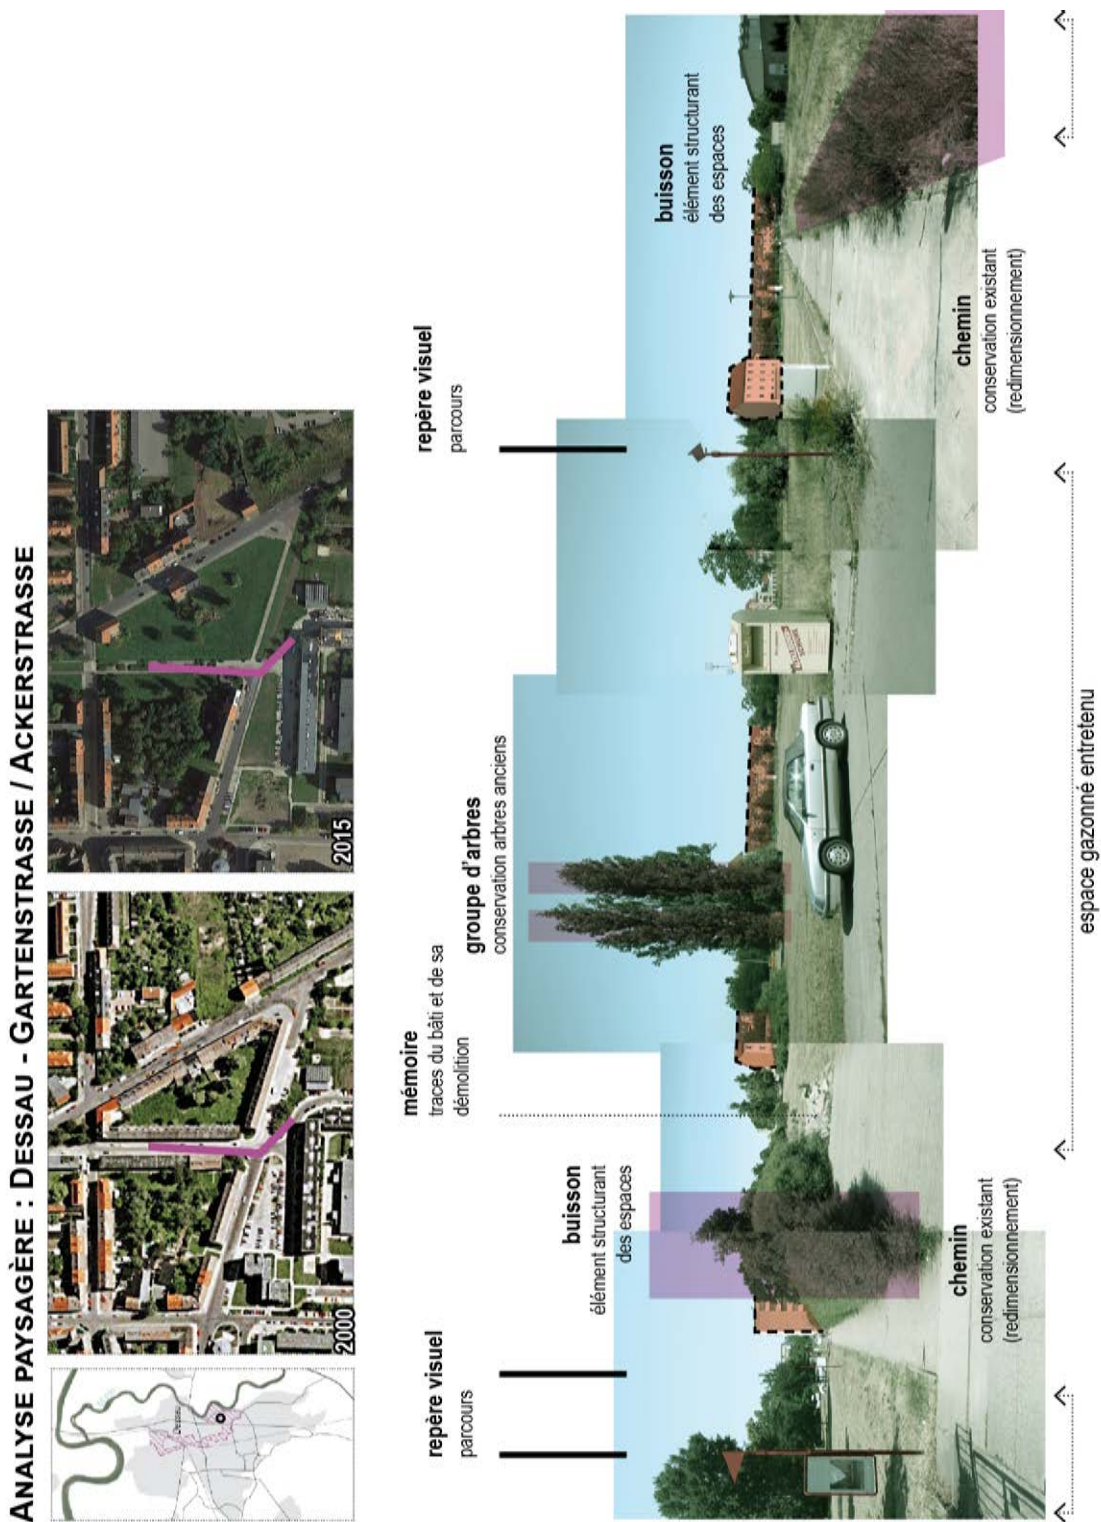 ANALYSE PAYSAGÈRE : DESSAU - GARTENSTRASSE / ACKERSTRASSE
Dessau
2000
2015
repère visuel
parcours
mémoire
traces du bâti et de sa
démolition
groupe d'arbres
conservation arbres anciens
repère visuel
parcours
buisson
élément structurant
des espaces
buisson
élément structurant
des espaces
chemin
conservation existant
(redimensionnement)
chemin
conservation existant
(redimensionnement)
espace gazonné entretenu